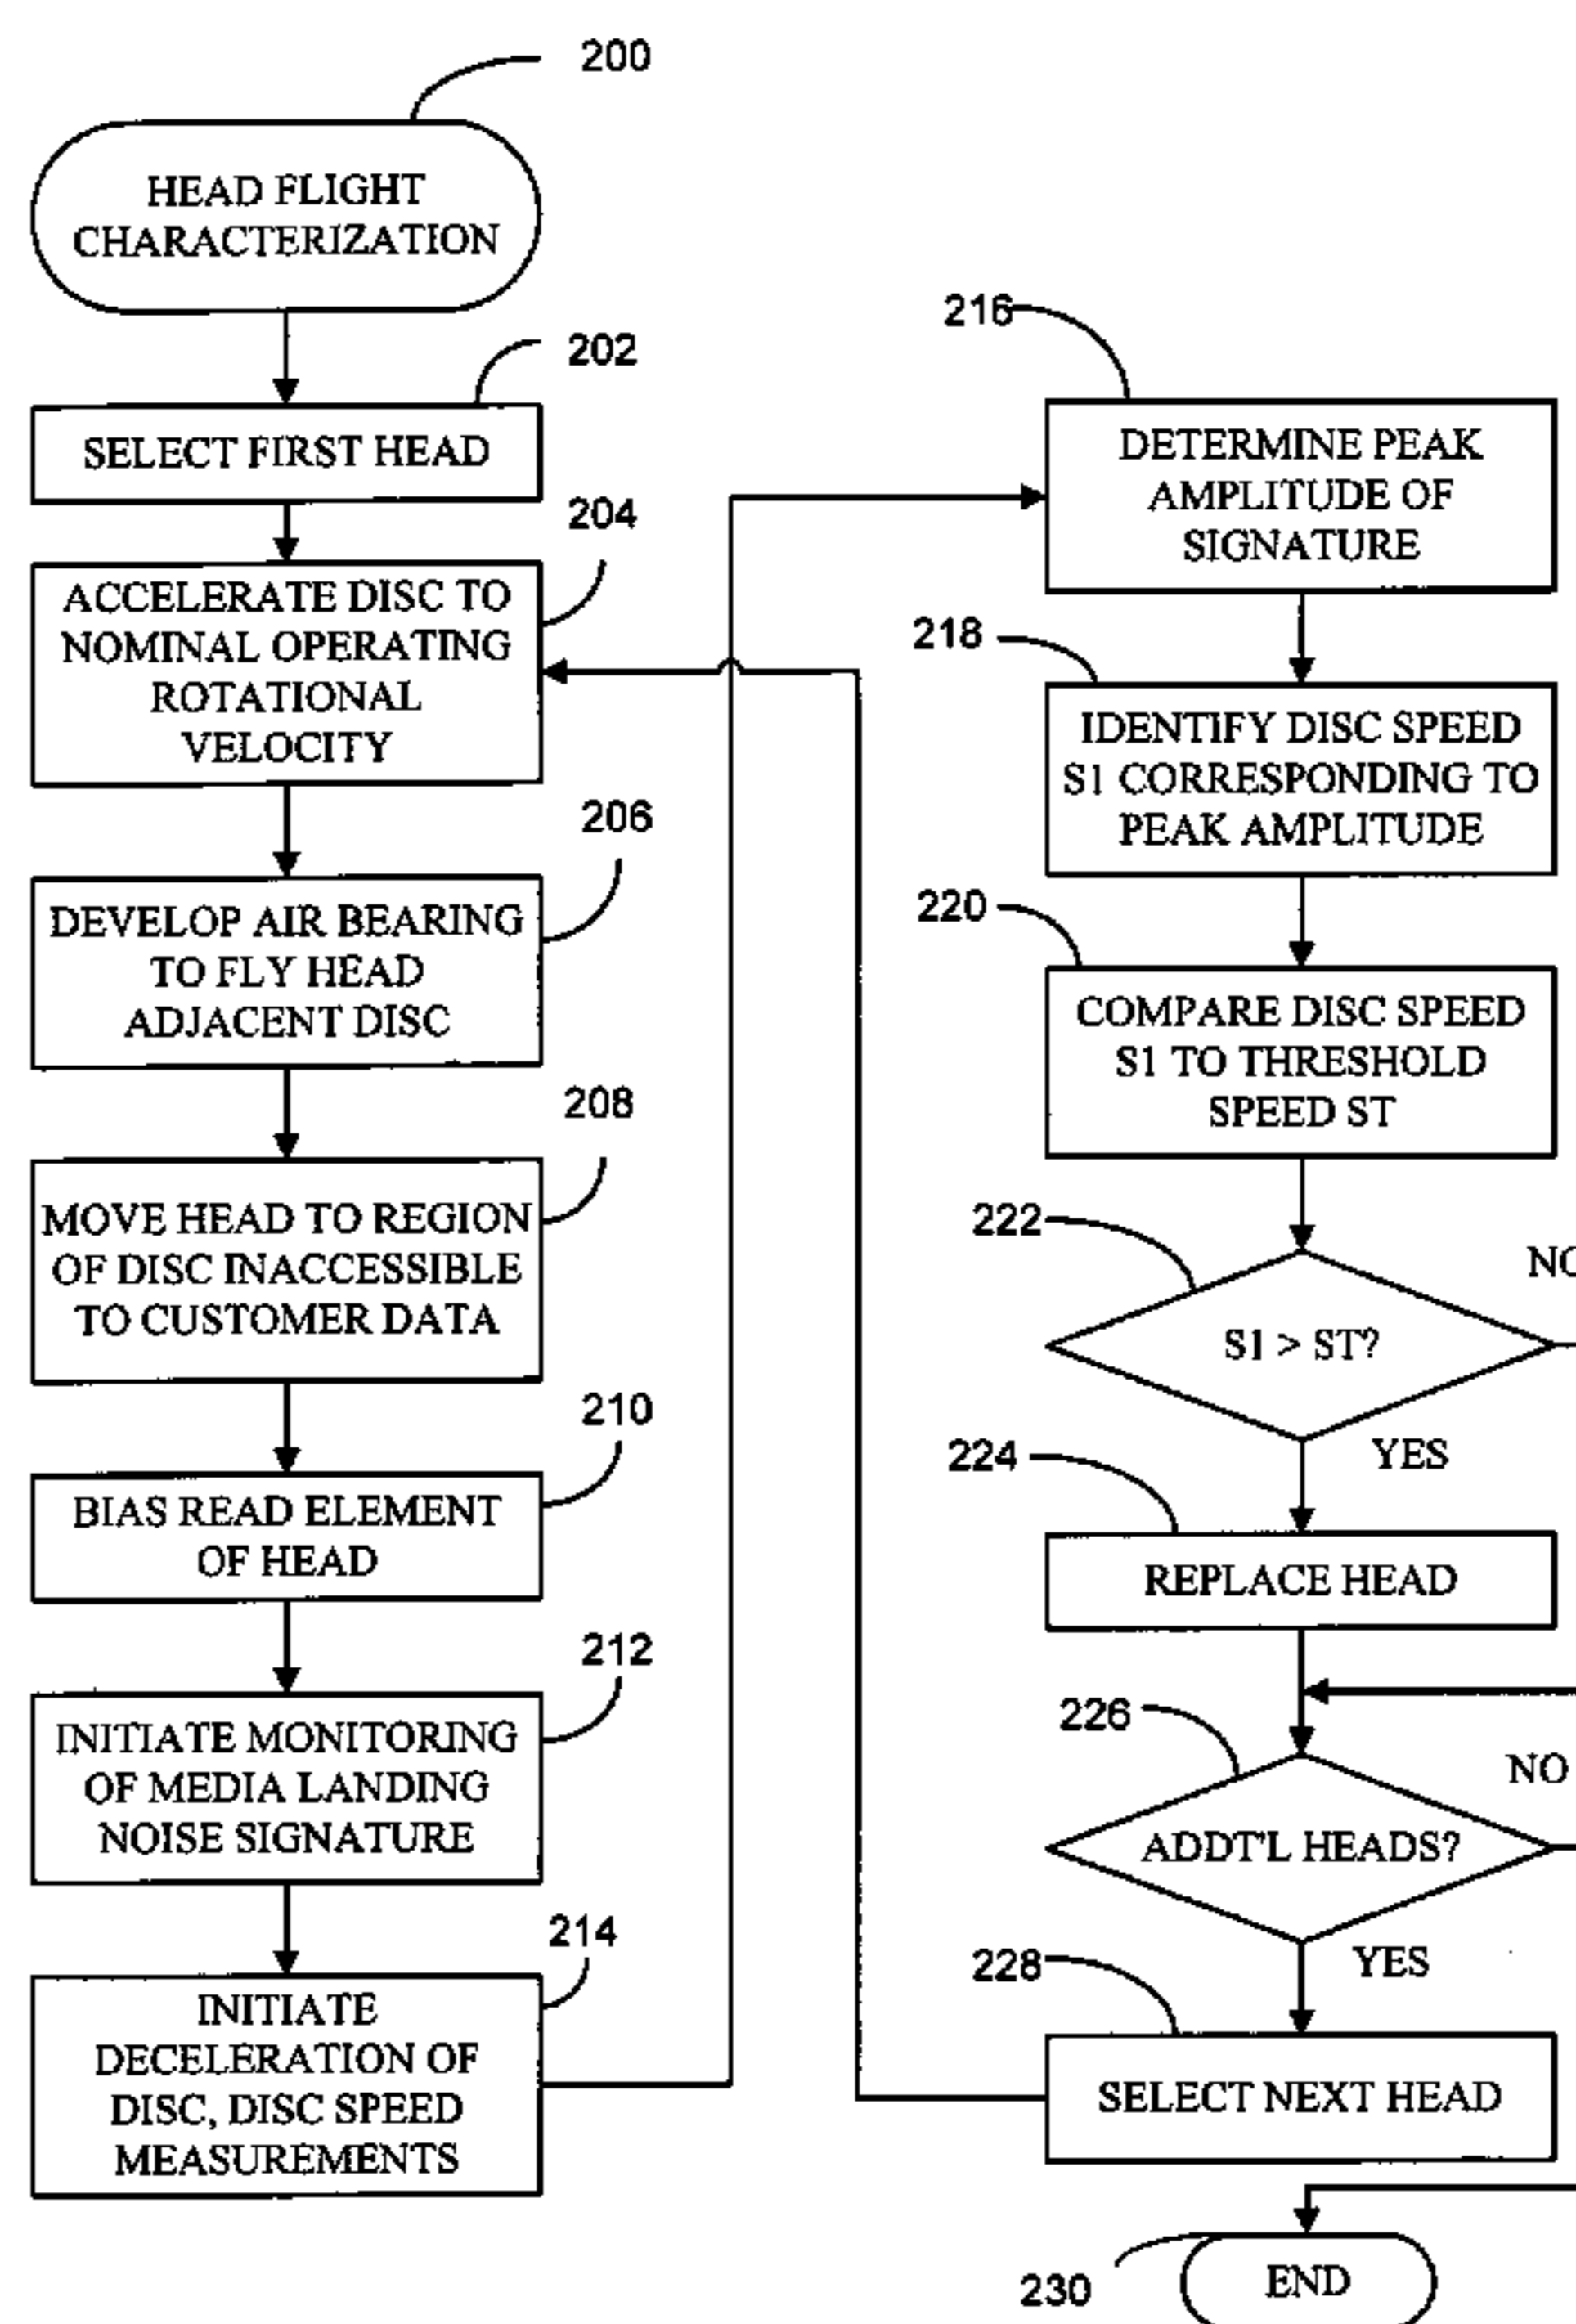 200
HEAD FLIGHT
CHARACTERIZATION
202
SELECT FIRST HEAD
204
ACCELERATE DISC TO
NOMINAL OPERATING
ROTATIONAL
VELOCITY
206
DEVELOP AIR BEARING
TO FLY HEAD
ADJACENT DISC
208
MOVE HEAD TO REGION
OF DISC INACCESSIBLE
TO CUSTOMER DATA
210
BIAS READ ELEMENT
OF HEAD
212
INITIATE MONITORING
OF MEDIA LANDING
NOISE SIGNATURE
214
INITIATE
DECELERATION OF
DISC, DISC SPEED
MEASUREMENTS
216
DETERMINE PEAK
AMPLITUDE OF
SIGNATURE
218
IDENTIFY DISC SPEED
S1 CORRESPONDING TO
PEAK AMPLITUDE
220
COMPARE DISC SPEED
S1 TO THRESHOLD
SPEED ST
222
NO
S1 > ST?
YES
224
REPLACE HEAD
226
NO
ADDT'L HEADS?
YES
228
SELECT NEXT HEAD
230
END